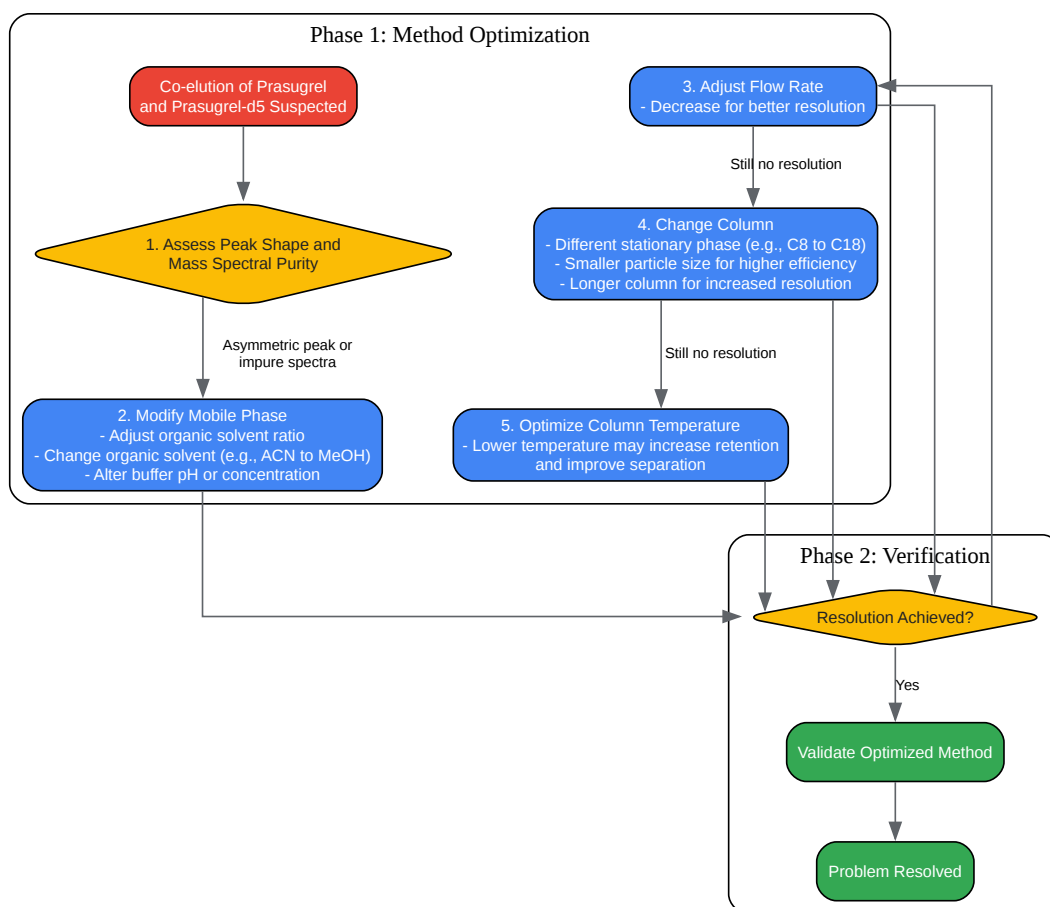 Phase 1: Method Optimization
Co-elution of Prasugrel
and Prasugrel-d5 Suspected
1. Assess Peak Shape and
Mass Spectral Purity
Asymmetric peak or
impure spectra
2. Modify Mobile Phase
- Adjust organic solvent ratio
- Change organic solvent (e.g., ACN to MeOH)
- Alter buffer pH or concentration
3. Adjust Flow Rate
- Decrease for better resolution
Still no resolution
4. Change Column
- Different stationary phase (e.g., C8 to C18)
- Smaller particle size for higher efficiency
- Longer column for increased resolution
Still no resolution
5. Optimize Column Temperature
- Lower temperature may increase retention
and improve separation
Phase 2: Verification
Resolution Achieved?
Yes
Validate Optimized Method
Problem Resolved